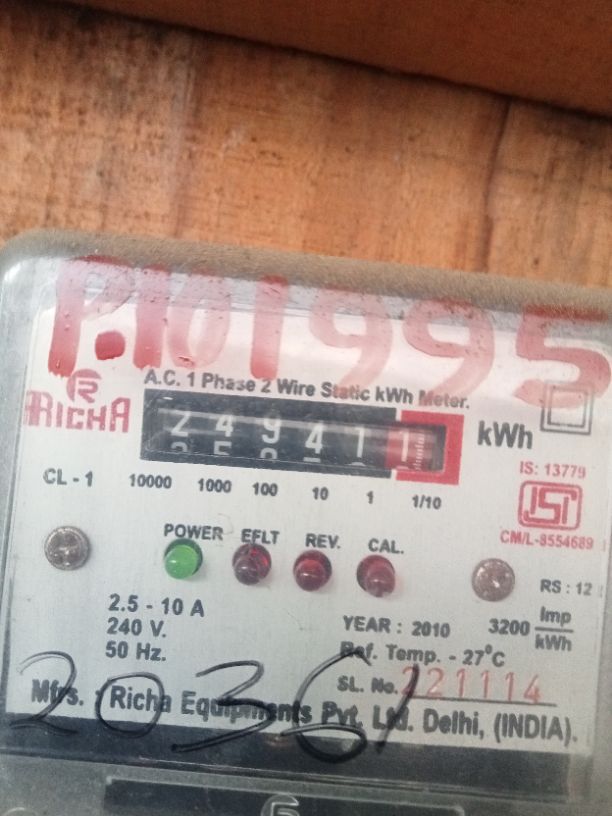 P.101995
RICHA
A.C. 1 Phase 2 Wire Static kWh Meter.
2 4 9 4 1 1
kWh
CL - 1
10000 1000 100 10 1 1/10
IS: 13779
ISI
CM/L-8554689
POWER EFLT REV. CAL.
RS : 12
2.5 - 10 A
240 V.
50 Hz.
YEAR : 2010
3200 Imp/kWh
Ref. Temp. - 27°C
SL. No. 221114
Mfrs. : Richa Equipments Pvt. Ltd. Delhi, (INDIA).
20361